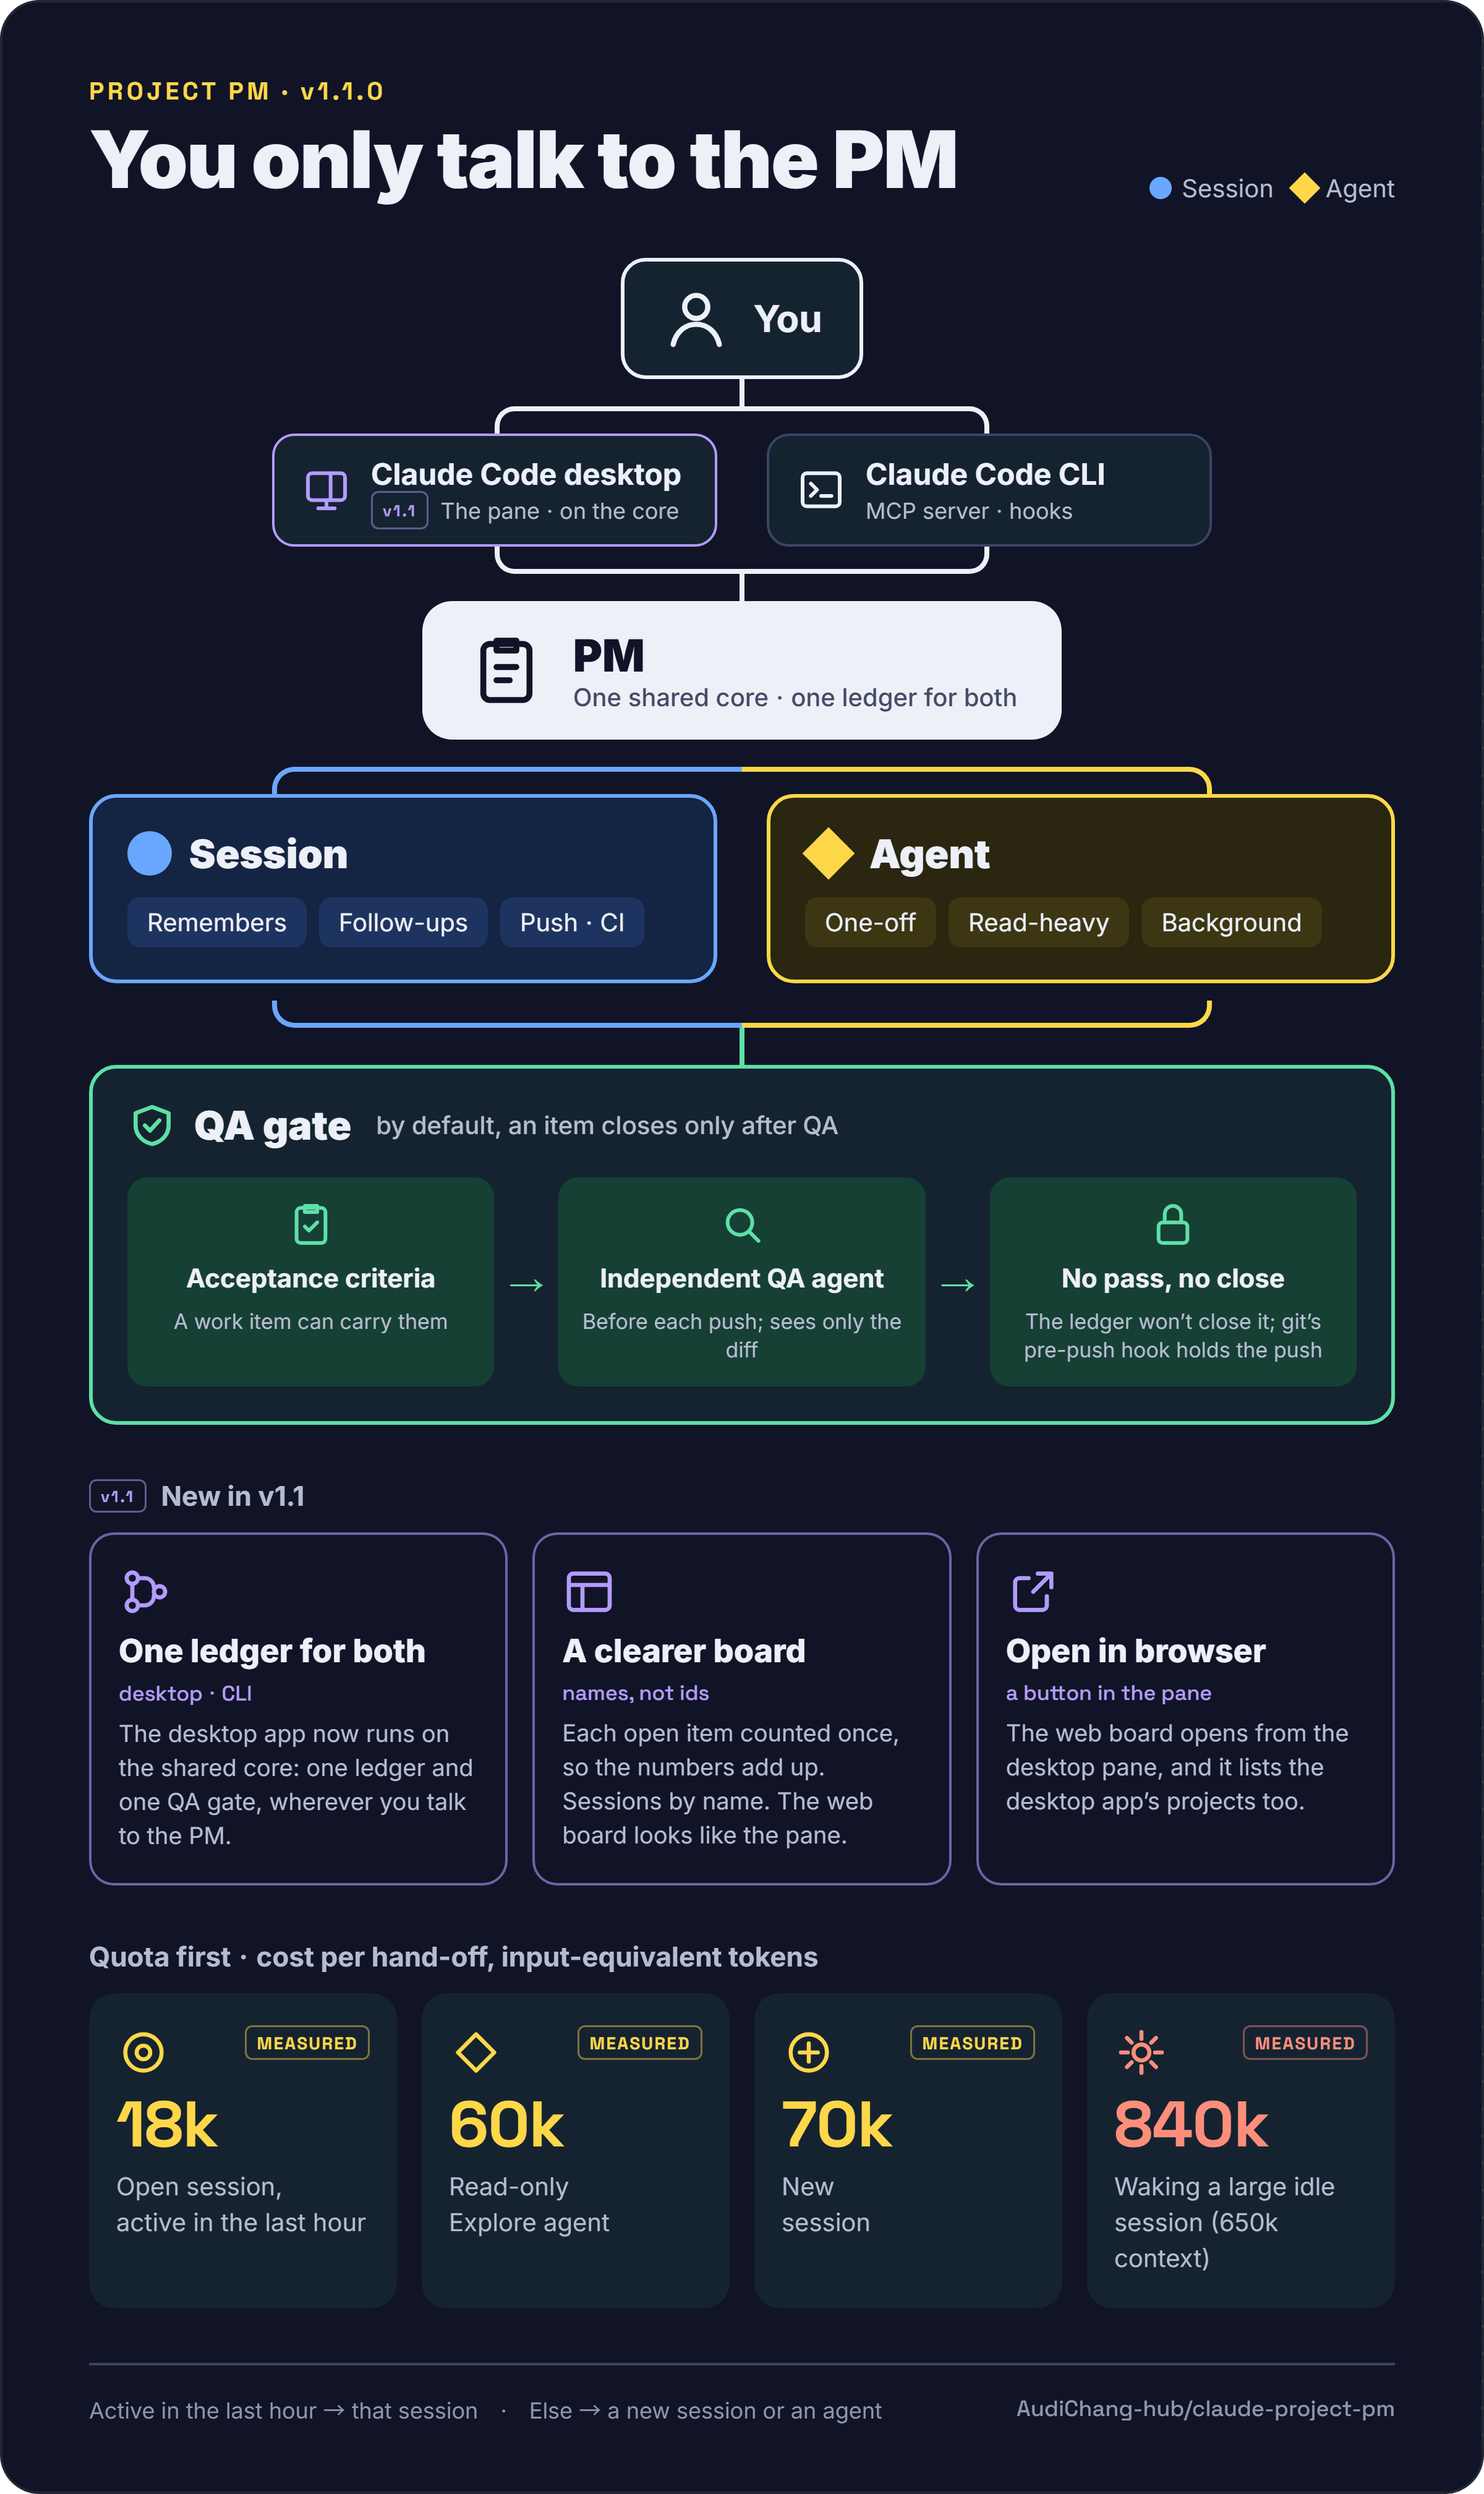 PROJECT PM · v1.1.0
You only talk to the PM
Session
Agent
You
Claude Code desktop
v1.1 The pane · on the core
Claude Code CLI
MCP server · hooks
PM
One shared core · one ledger for both
Session
Remembers
Follow-ups
Push · CI
Agent
One-off
Read-heavy
Background
QA gate by default, an item closes only after QA
Acceptance criteria
A work item can carry them
→
Independent QA agent
Before each push; sees only the
diff
→
No pass, no close
The ledger won’t close it; git’s
pre-push hook holds the push
v1.1 New in v1.1
One ledger for both
desktop · CLI
The desktop app now runs on
the shared core: one ledger and
one QA gate, wherever you talk
to the PM.
A clearer board
names, not ids
Each open item counted once,
so the numbers add up.
Sessions by name. The web
board looks like the pane.
Open in browser
a button in the pane
The web board opens from the
desktop pane, and it lists the
desktop app’s projects too.
Quota first · cost per hand-off, input-equivalent tokens
MEASURED
18k
Open session,
active in the last hour
MEASURED
60k
Read-only
Explore agent
MEASURED
70k
New
session
MEASURED
840k
Waking a large idle
session (650k
context)
Active in the last hour → that session · Else → a new session or an agent
AudiChang-hub/claude-project-pm